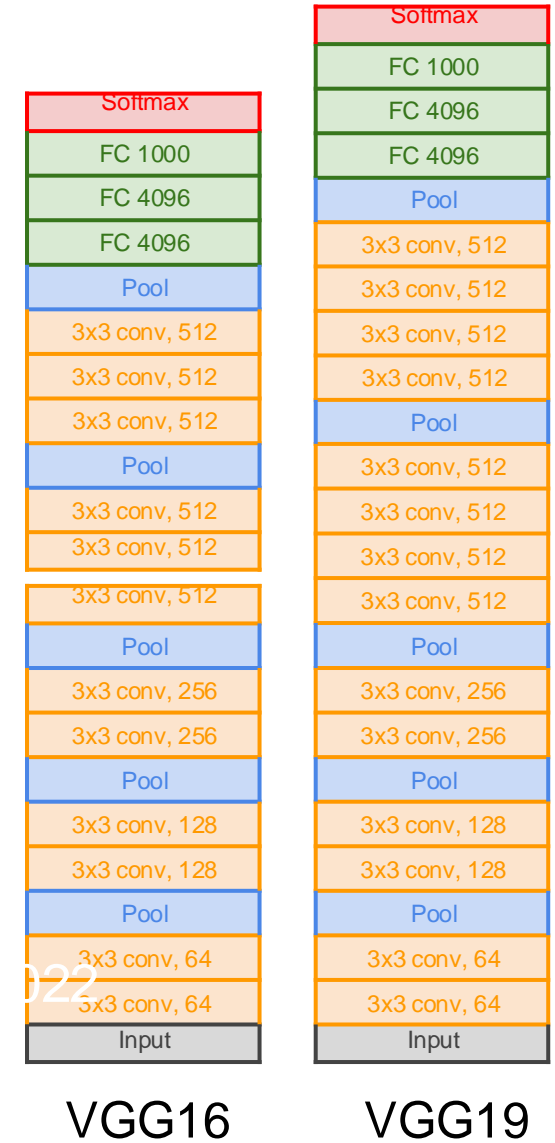 Softmax
FC 1000
FC 4096
FC 4096
Pool
3x3 conv, 512
3x3 conv, 512
3x3 conv, 512
Pool
3x3 conv, 512
3x3 conv, 512
3x3 conv, 512
Pool
3x3 conv, 256
3x3 conv, 256
Pool
3x3 conv, 128
3x3 conv, 128
Pool
3x3 conv, 64
3x3 conv, 64
Input
VGG16
Softmax
FC 1000
FC 4096
FC 4096
Pool
3x3 conv, 512
3x3 conv, 512
3x3 conv, 512
3x3 conv, 512
Pool
3x3 conv, 512
3x3 conv, 512
3x3 conv, 512
3x3 conv, 512
Pool
3x3 conv, 256
3x3 conv, 256
Pool
3x3 conv, 128
3x3 conv, 128
Pool
3x3 conv, 64
3x3 conv, 64
Input
VGG19